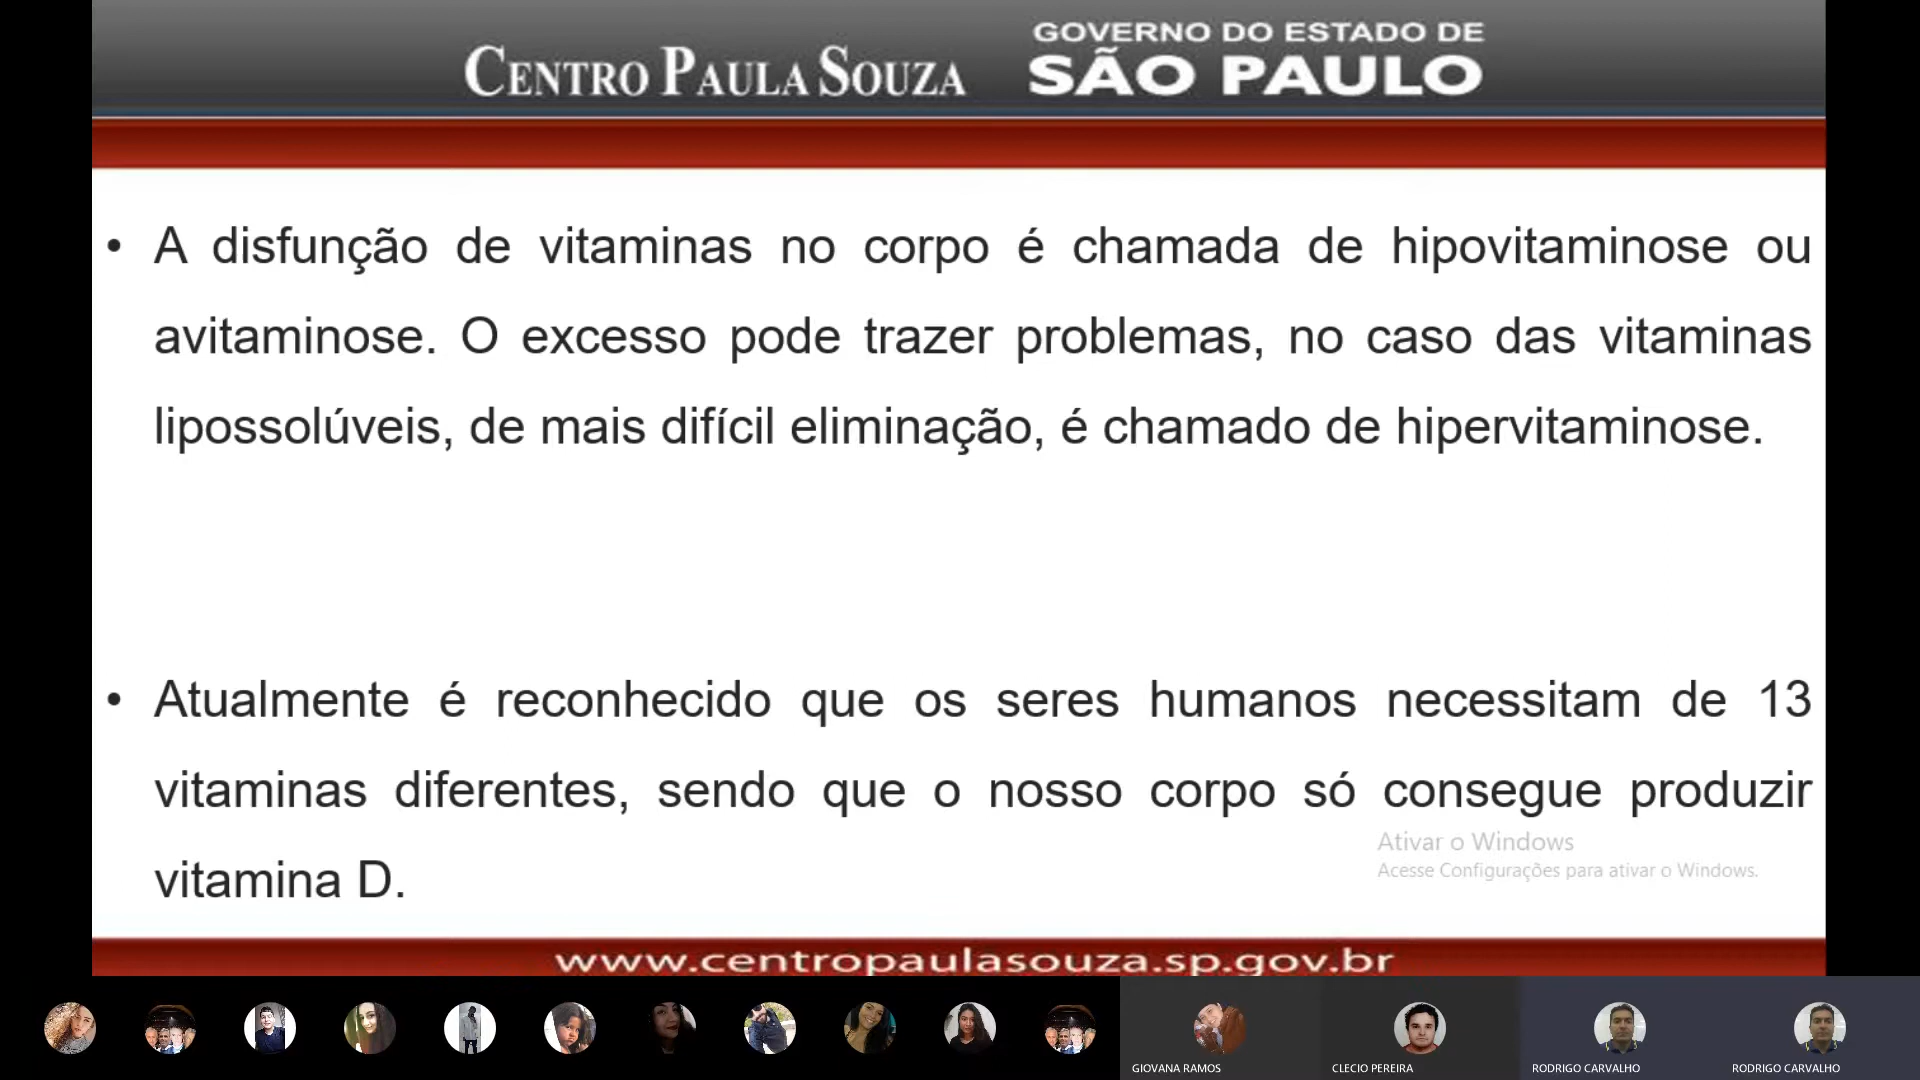 CENTRO PAULA SOUZA
GOVERNO DO ESTADO DE
SÃO PAULO
• A disfunção de vitaminas no corpo é chamada de hipovitaminose ou
avitaminose. O excesso pode trazer problemas, no caso das vitaminas
lipossolúveis, de mais difícil eliminação, é chamado de hipervitaminose.
• Atualmente é reconhecido que os seres humanos necessitam de 13
vitaminas diferentes, sendo que o nosso corpo só consegue produzir
vitamina D.
Ativar o Windows
Acesse Configurações para ativar o Windows.
www.centropaulasouza.sp.gov.br
GIOVANA RAMOS
CLECIO PEREIRA
RODRIGO CARVALHO
RODRIGO CARVALHO